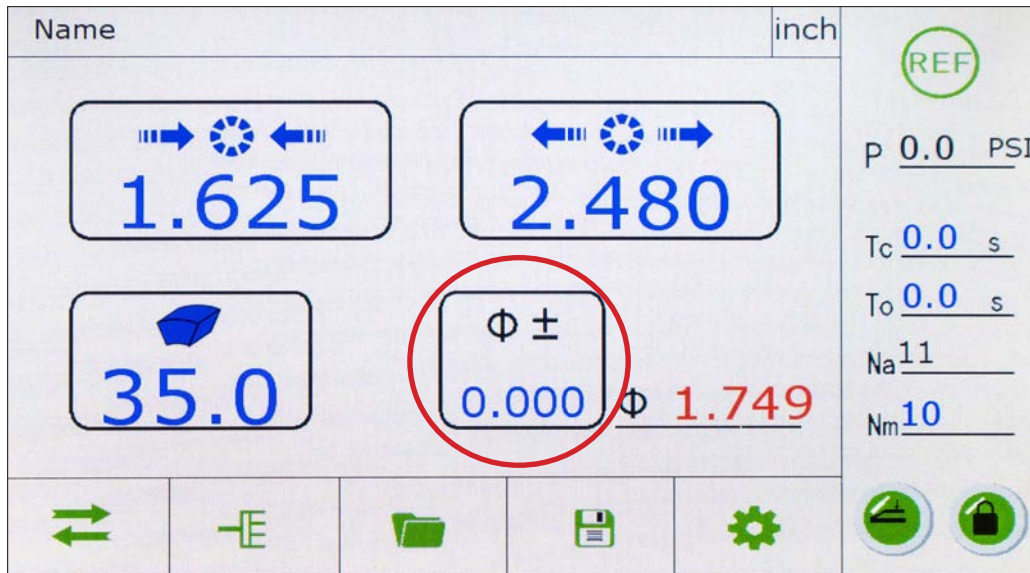 Name
inch
REF
1.625
2.480
P 0.0 PSI
Tc 0.0 s
To 0.0 s
35.0
Φ ±
0.000
Φ 1.749
Na 11
Nm 10